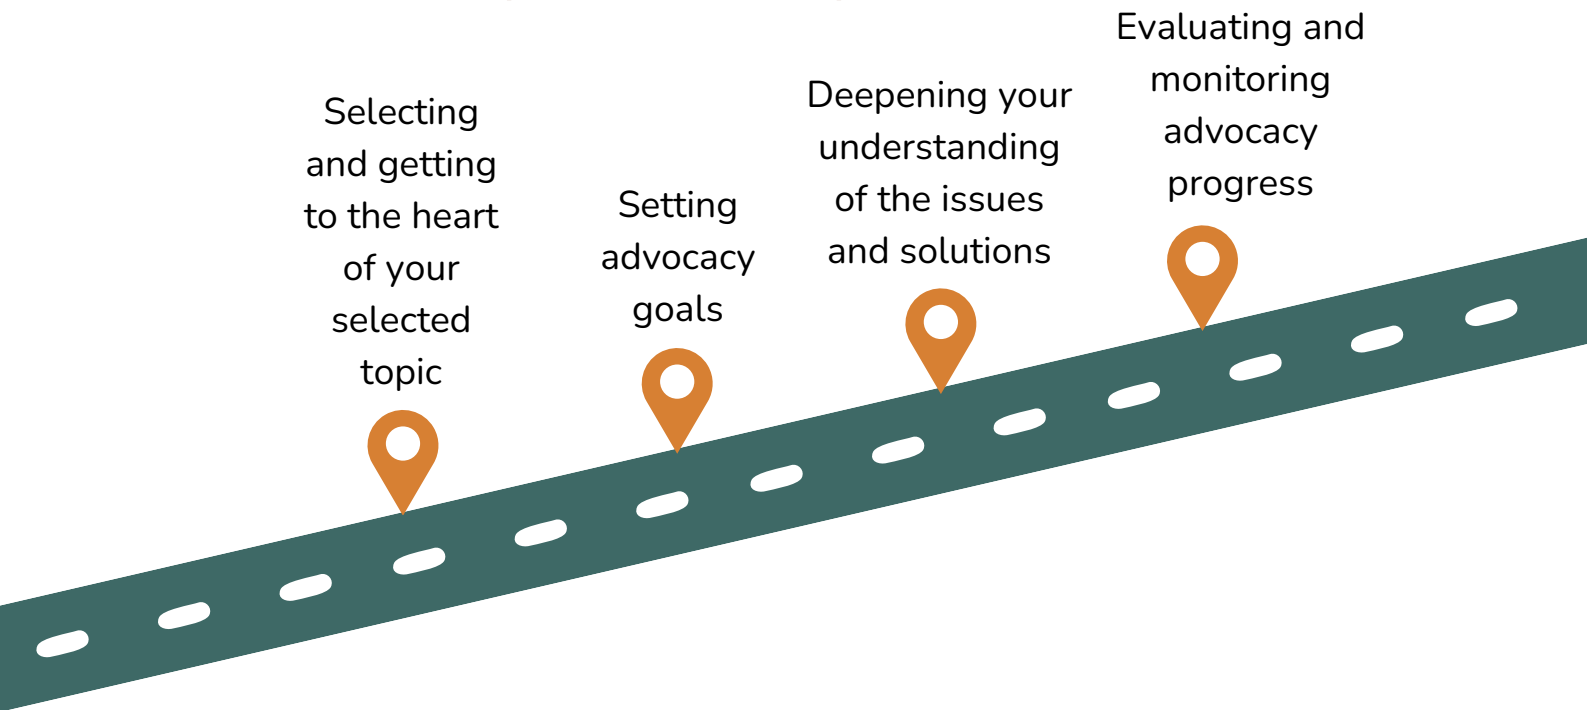 Selecting
and getting
to the heart
of your
selected
topic
Setting
advocacy
goals
Deepening your
understanding
of the issues
and solutions
Evaluating and
monitoring
advocacy
progress